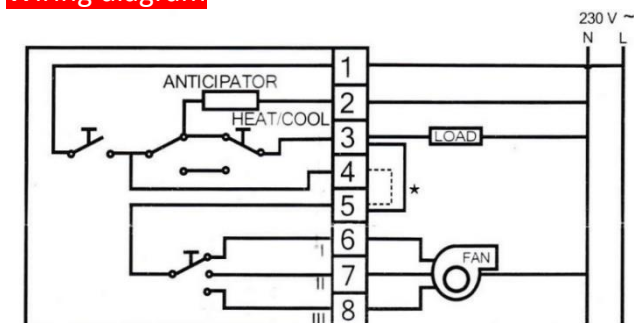 Wiring diagram
230 V ~
N L
1
ANTICIPATOR
2
HEAT/COOL
3
LOAD
4
*
5
6
I
FAN
7
II
8
III